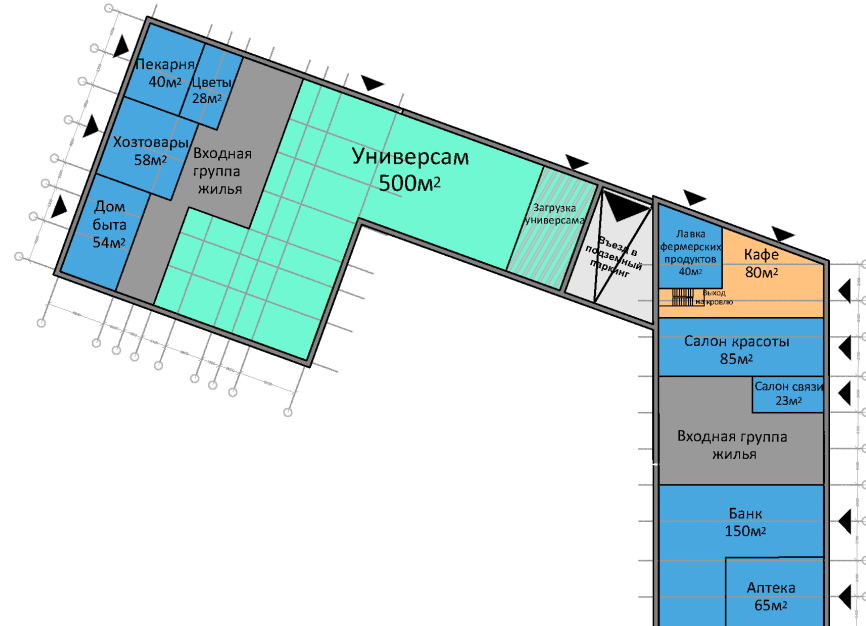 Пекарня
40м²
Цветы
28м²
Хозтовары
58м²
Дом
быта
54м²
Входная
группа
жилья
Универсам
500м²
Загрузка
универсама
Въезд в
подземный
паркинг
Лавка
фермерских
продуктов
40м²
Кафе
80м²
Выход
на кровлю
Салон красоты
85м²
Салон связи
23м²
Входная группа
жилья
Банк
150м²
Аптека
65м²